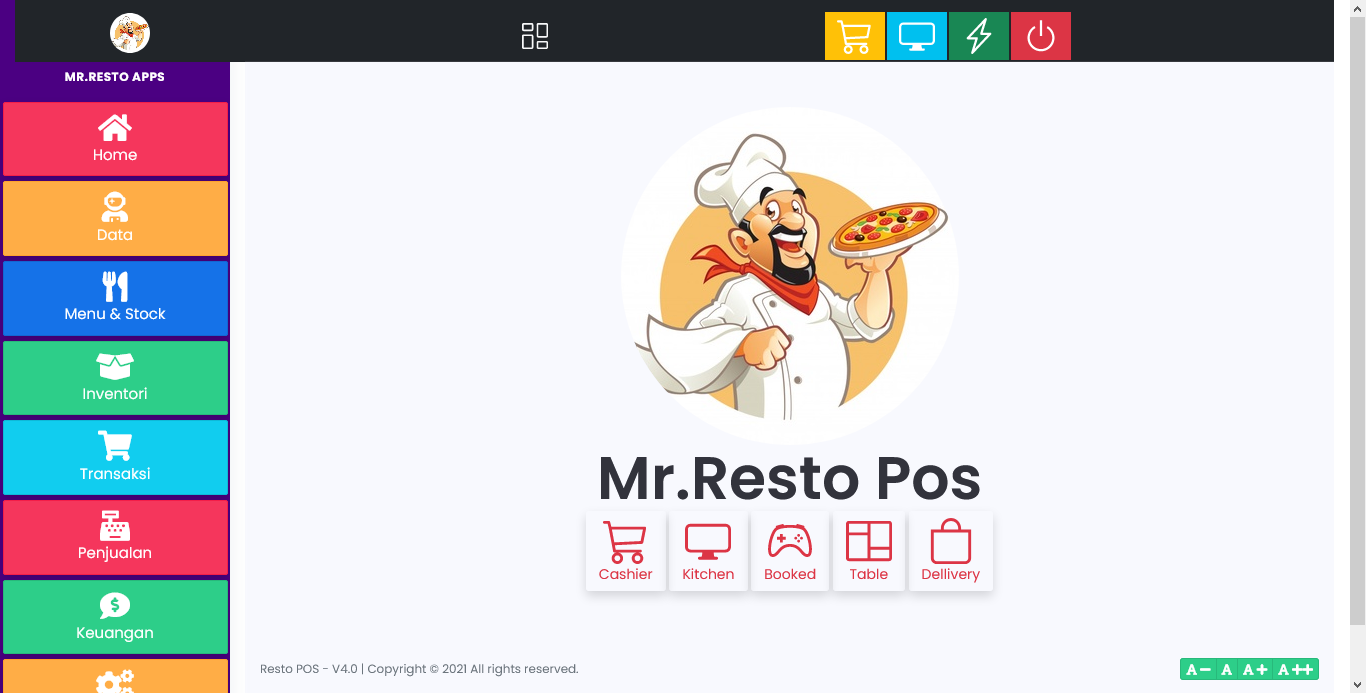 MR.RESTO APPS
Home
Data
Menu & Stock
Inventori
Transaksi
Penjualan
Keuangan
Mr.Resto Pos
Cashier
Kitchen
Booked
Table
Dellivery
Resto POS - V4.0 | Copyright © 2021 All rights reserved.
A− A A+ A++